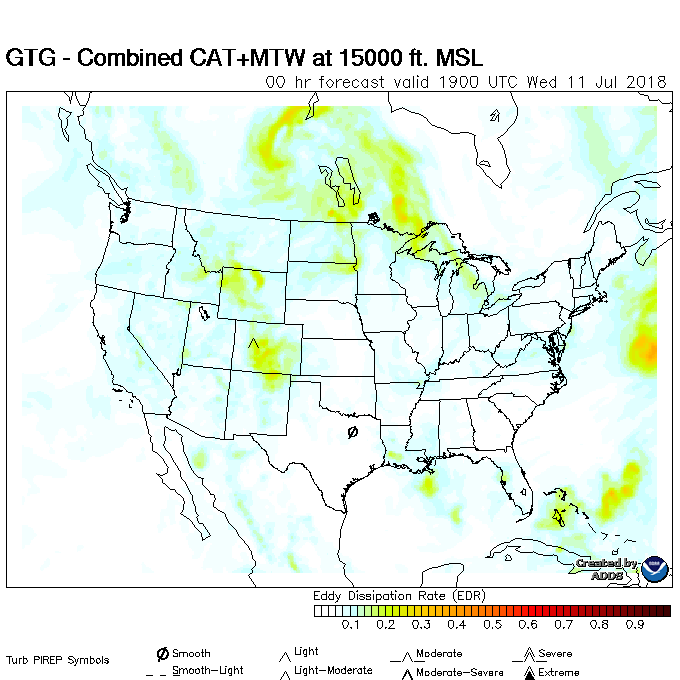 GTG - Combined CAT+MTW at 15000 ft. MSL
00 hr forecast valid 1900 UTC Wed 11 Jul 2018
Created by
ADDS
Eddy Dissipation Rate (EDR)
0.1 0.2 0.3 0.4 0.5 0.6 0.7 0.8 0.9
Turb PIREP Symbols
Smooth Light Moderate Severe
Smooth-Light Light-Moderate Moderate-Severe Extreme